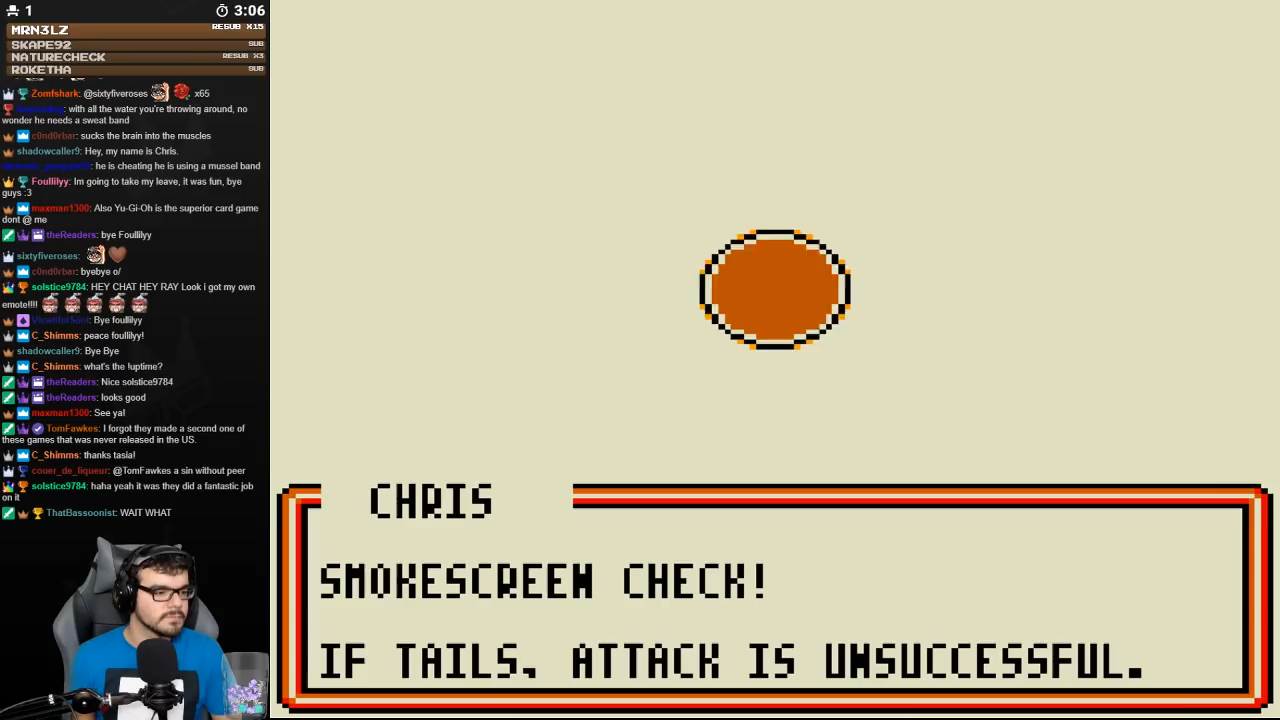 1
3:06
MRN3LZ RESUB X15
SKAPE92 SUB
NATURECHECK RESUB X3
ROKETHA SUB
Zomfshark: @sixtyfiveroses x65
: with all the water you're throwing around, no
wonder he needs a sweat band
c0nd0rbar: sucks the brain into the muscles
shadowcaller9: Hey, my name is Chris.
: he is cheating he is using a mussel band
Foullilyy: Im going to take my leave, it was fun, bye
guys :3
maxman1300: Also Yu-Gi-Oh is the superior card game
dont @ me
theReaders: bye Foullilyy
sixtyfiveroses:
c0nd0rbar: byebye o/
solstice9784: HEY CHAT HEY RAY Look i got my own
emote!!!!
: Bye foullilyy
C_Shimms: peace foullilyy!
shadowcaller9: Bye Bye
C_Shimms: what's the !uptime?
theReaders: Nice solstice9784
theReaders: looks good
maxman1300: See ya!
TomFawkes: I forgot they made a second one of
these games that was never released in the US.
C_Shimms: thanks tasia!
couer_de_liqueur: @TomFawkes a sin without peer
solstice9784: haha yeah it was they did a fantastic job
on it
ThatBassoonist: WAIT WHAT
CHRIS
SMOKESCREEN CHECK!
IF TAILS, ATTACK IS UNSUCCESSFUL.